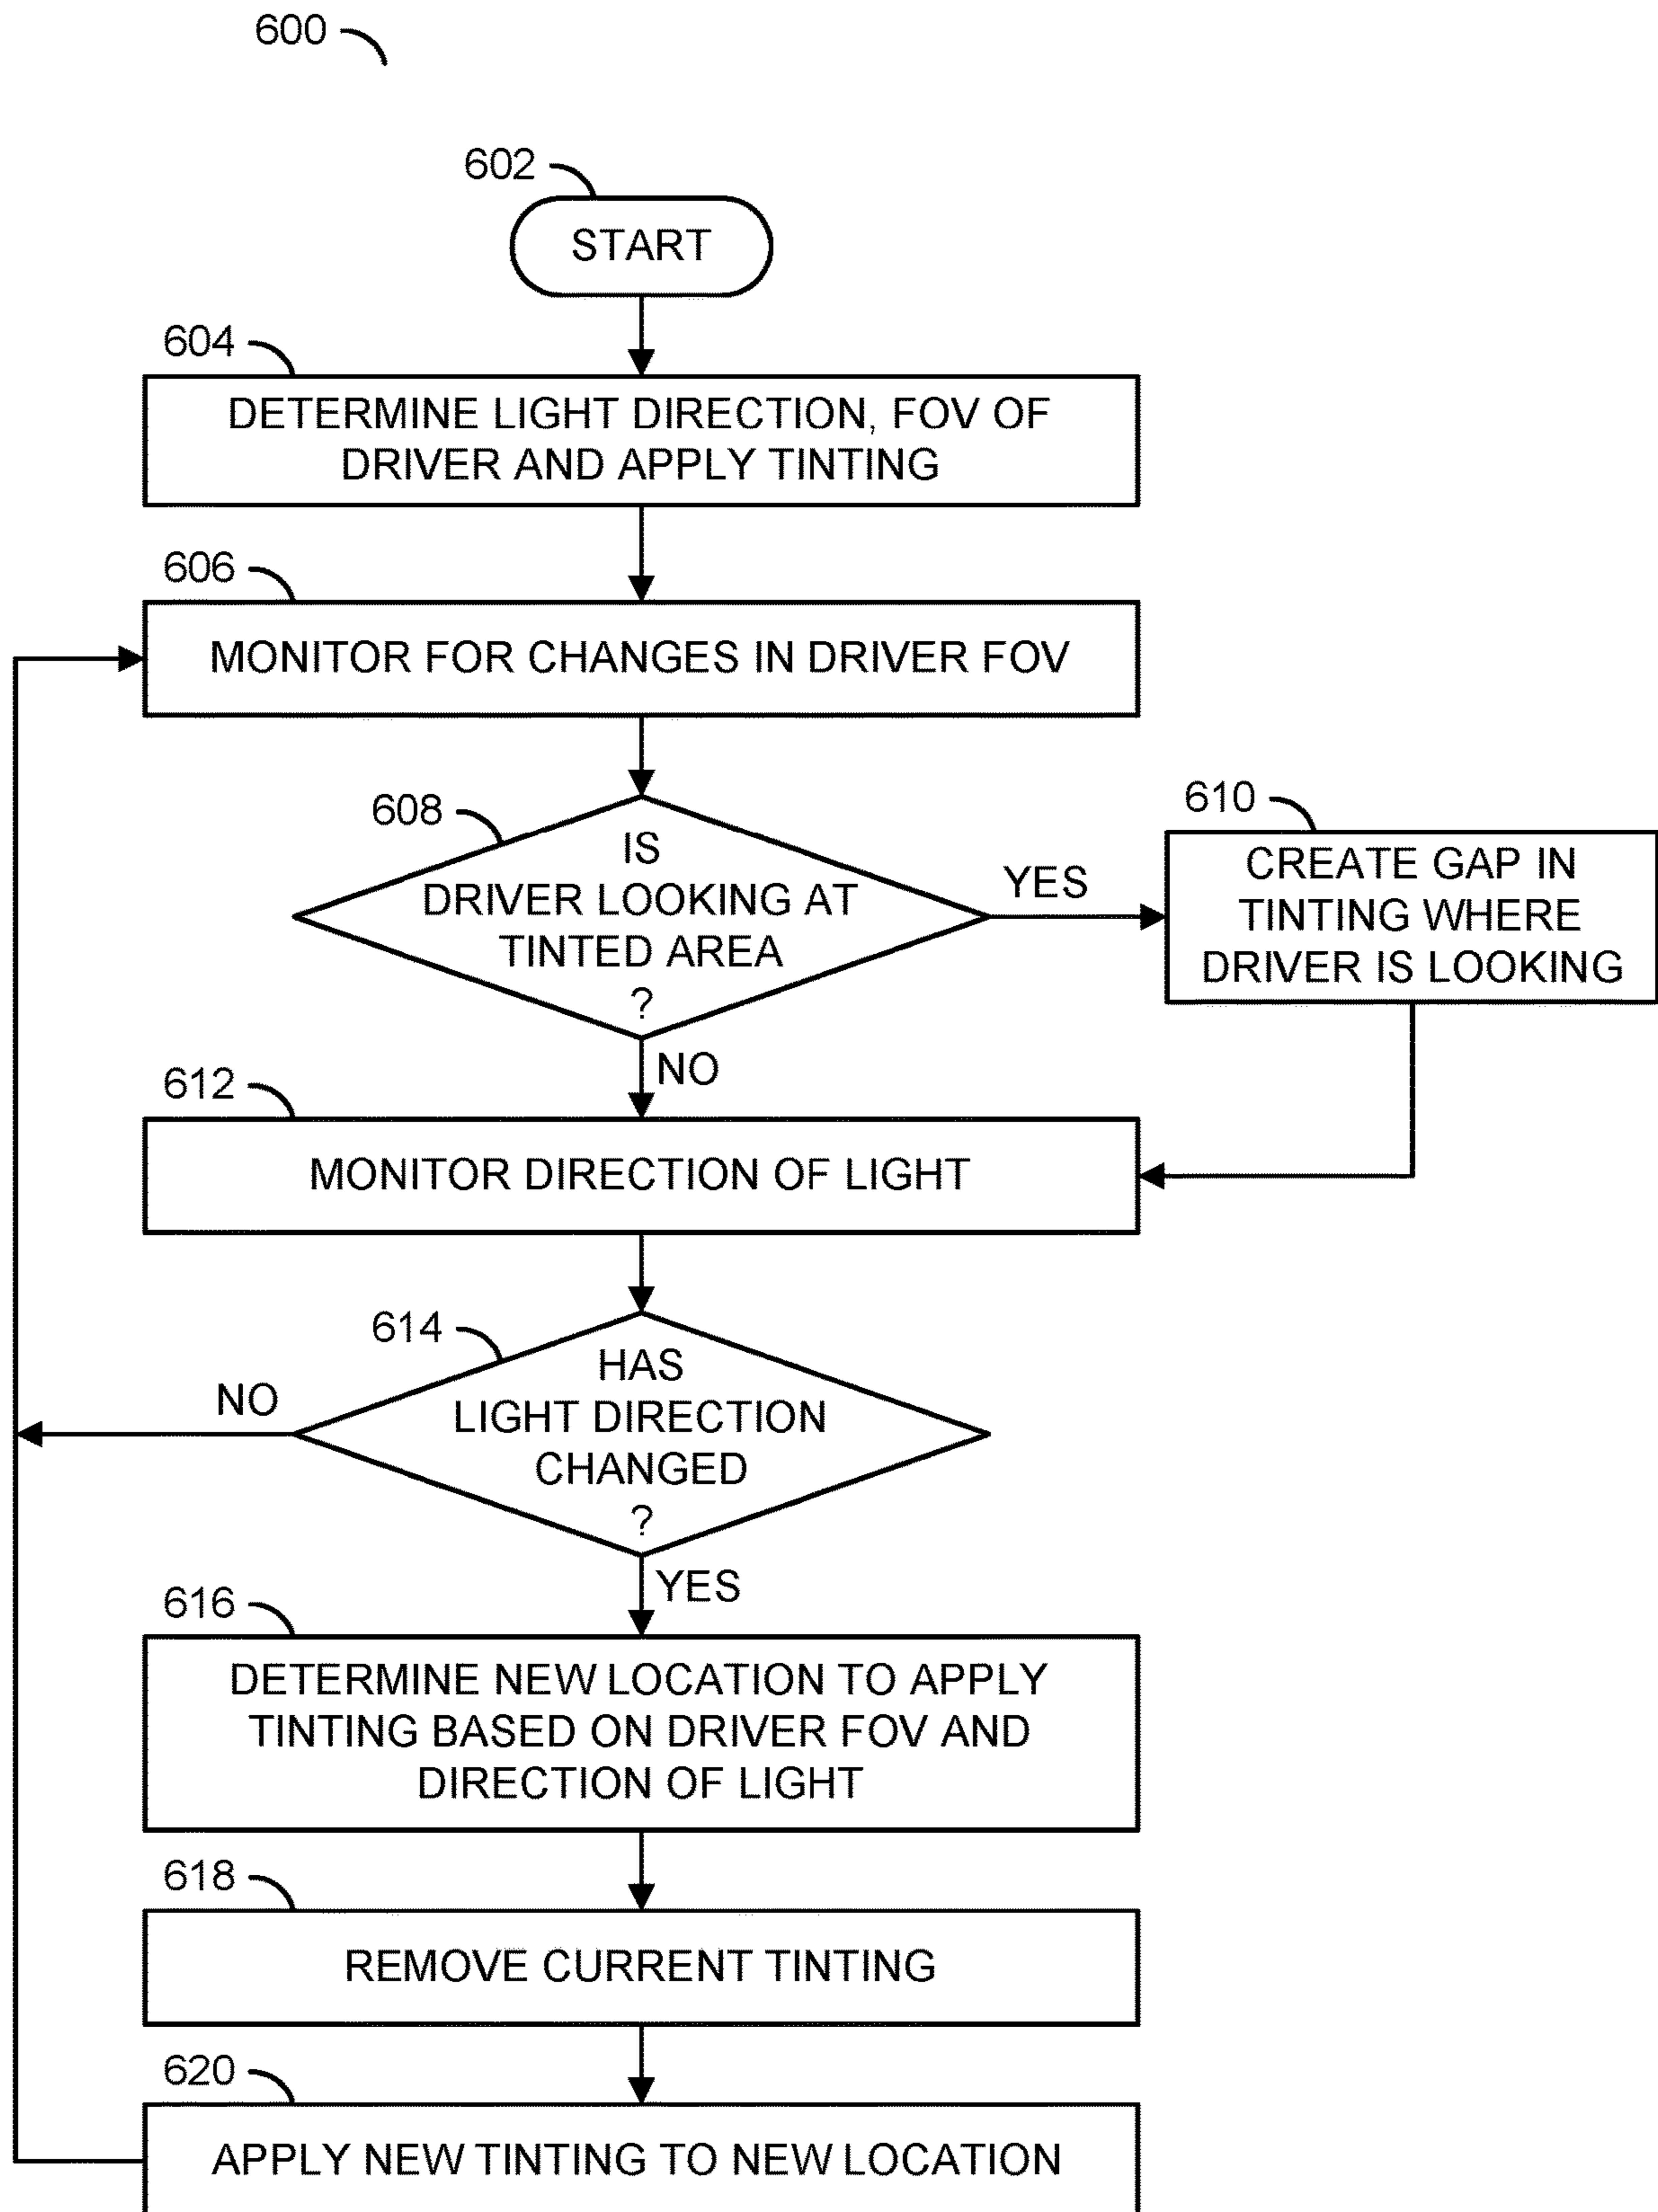 600
602
START
604
DETERMINE LIGHT DIRECTION, FOV OF
DRIVER AND APPLY TINTING
606
MONITOR FOR CHANGES IN DRIVER FOV
608
IS
DRIVER LOOKING AT
TINTED AREA
?
YES
610
CREATE GAP IN
TINTING WHERE
DRIVER IS LOOKING
NO
612
MONITOR DIRECTION OF LIGHT
614
HAS
LIGHT DIRECTION
CHANGED
?
NO
YES
616
DETERMINE NEW LOCATION TO APPLY
TINTING BASED ON DRIVER FOV AND
DIRECTION OF LIGHT
618
REMOVE CURRENT TINTING
620
APPLY NEW TINTING TO NEW LOCATION